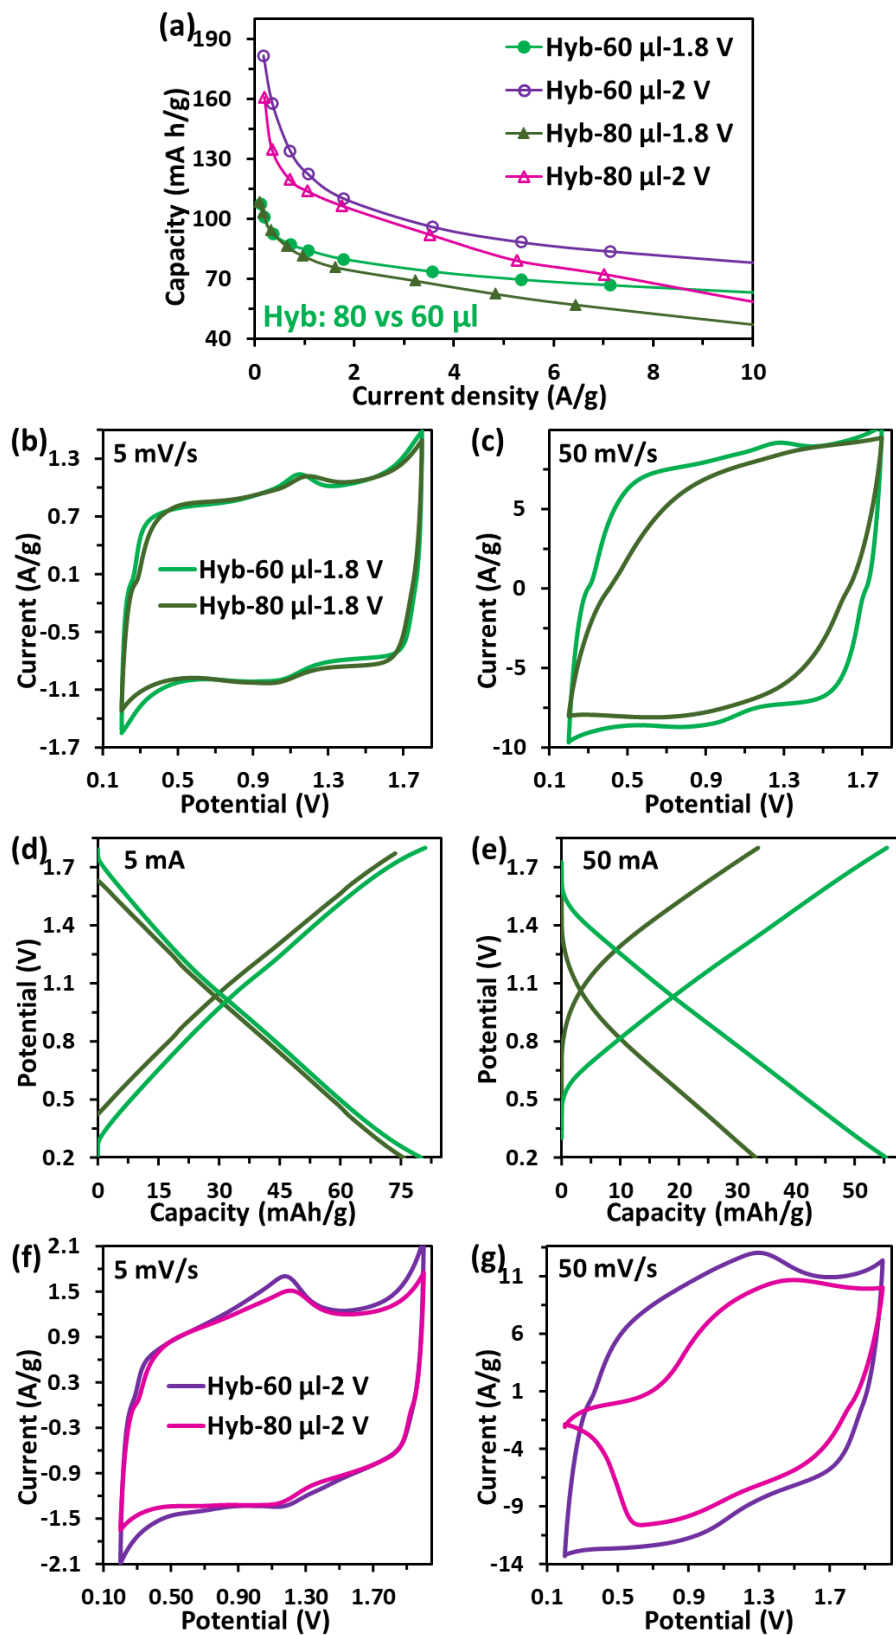 (a)
190
160
130
100
70
40
Capacity (mA h/g)
Hyb-60 µl-1.8 V
Hyb-60 µl-2 V
Hyb-80 µl-1.8 V
Hyb-80 µl-2 V
Hyb: 80 vs 60 µl
0 2 4 6 8 10
Current density (A/g)
(b)
5 mV/s
1.3
0.7
0.1
-0.5
-1.1
-1.7
Current (A/g)
Hyb-60 µl-1.8 V
Hyb-80 µl-1.8 V
0.1 0.5 0.9 1.3 1.7
Potential (V)
(c)
50 mV/s
5
0
-5
-10
Current (A/g)
0.1 0.5 0.9 1.3 1.7
Potential (V)
(d)
5 mA
1.7
1.4
1.1
0.8
0.5
0.2
Potential (V)
0 15 30 45 60 75
Capacity (mAh/g)
(e)
50 mA
1.7
1.4
1.1
0.8
0.5
0.2
Potential (V)
0 10 20 30 40 50
Capacity (mAh/g)
(f)
5 mV/s
2.1
1.5
0.9
0.3
-0.3
-0.9
-1.5
-2.1
Current (A/g)
Hyb-60 µl-2 V
Hyb-80 µl-2 V
0.10 0.50 0.90 1.30 1.70
Potential (V)
(g)
50 mV/s
11
6
1
-4
-9
-14
Current (A/g)
0.1 0.5 0.9 1.3 1.7
Potential (V)